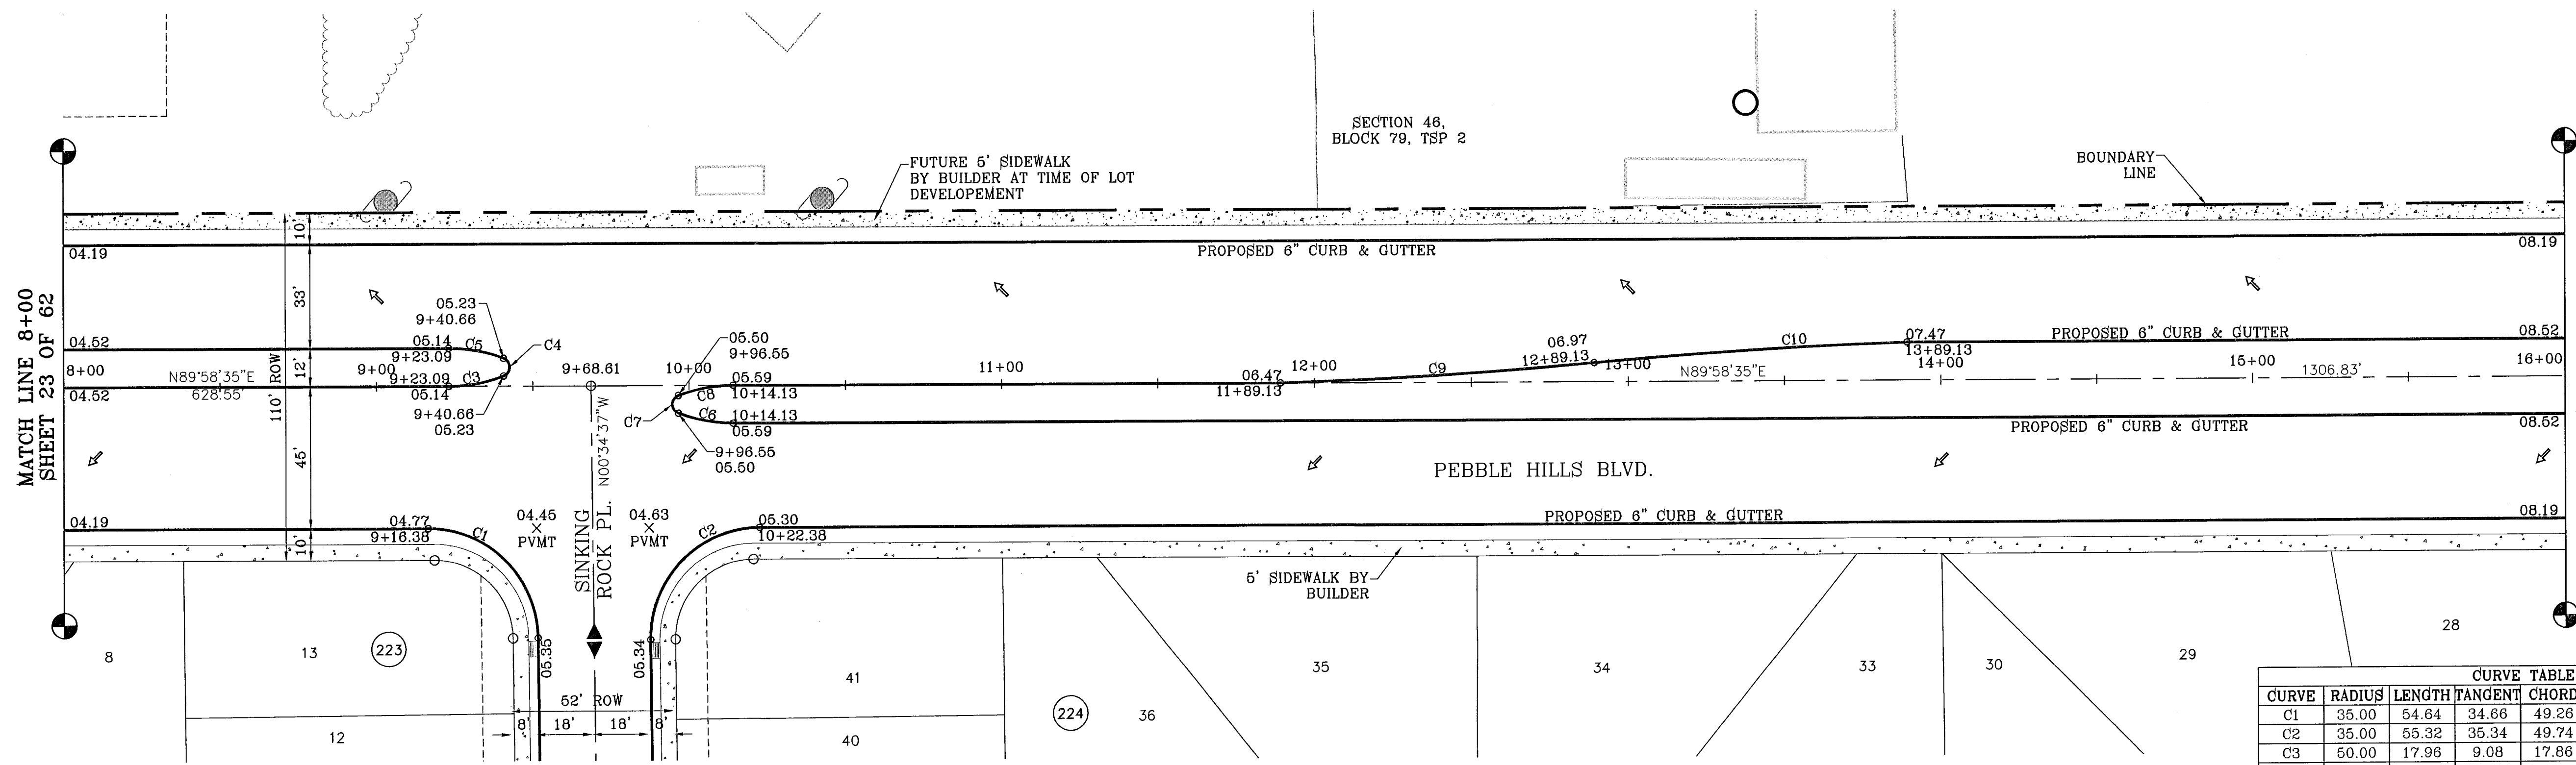 MATCH LINE 8+00
SHEET 23 OF 62
SECTION 46,
BLOCK 79, TSP 2
FUTURE 5' SIDEWALK
BY BUILDER AT TIME OF LOT
DEVELOPEMENT
BOUNDARY
LINE
10'
04.19
PROPOSED 6" CURB & GUTTER
08.19
33'
05.23
9+40.66
C4
05.50
9+96.55
04.52
05.14
C5
9+23.09
06.97
12+89.13
C10
07.47
13+89.13
PROPOSED 6" CURB & GUTTER
08.52
12'
110' ROW
8+00
N89°58'35"E
628.55'
9+00
9+23.09
C3
9+68.61
10+00
11+00
12+00
C9
13+00
N89°58'35"E
14+00
15+00
1306.83'
16+00
04.52
05.14
9+40.66
05.23
C8
05.59
10+14.13
06.47
11+89.13
C7
C6
10+14.13
05.59
PROPOSED 6" CURB & GUTTER
08.52
9+96.55
05.50
45'
N00°34'37"W
PEBBLE HILLS BLVD.
04.19
04.77
9+16.38
C1
04.45
PVMT
SINKING
ROCK PL.
04.63
PVMT
C2
05.30
10+22.38
PROPOSED 6" CURB & GUTTER
08.19
10'
5' SIDEWALK BY
BUILDER
05.35
05.34
8
13
223
41
35
34
33
30
29
28
52' ROW
8'
18'
18'
8'
12
40
224
36
CURVE TABLE
CURVE RADIUS LENGTH TANGENT CHORD
C1 35.00 54.64 34.66 49.26
C2 35.00 55.32 35.34 49.74
C3 50.00 17.96 9.08 17.86